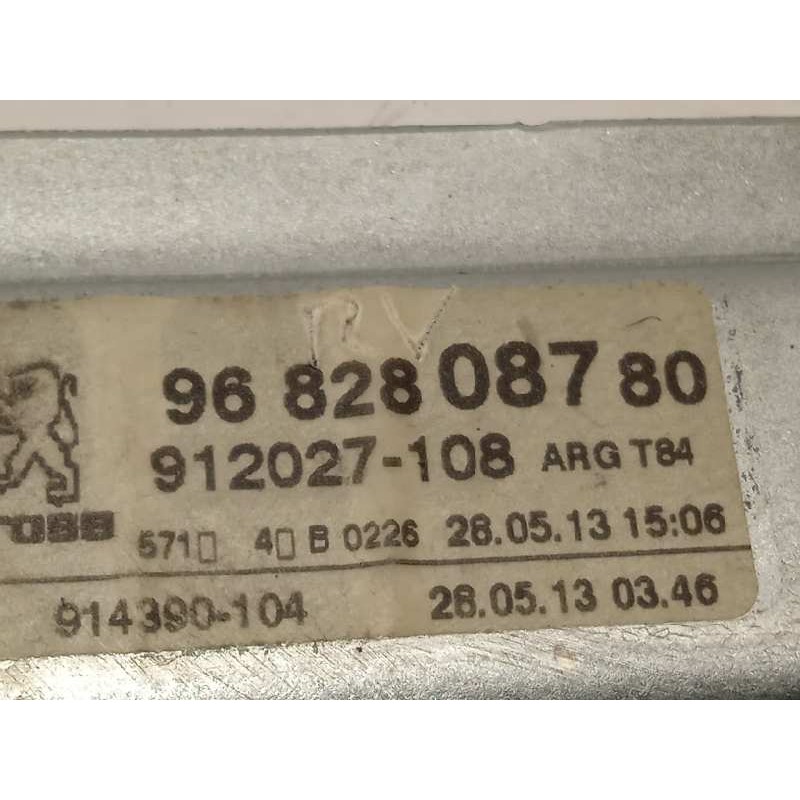 RV
96 828 087 80
912027-108 ARG T84
571▯ 4▯ B 0226 28.05.13 15:06
914390-104 28.05.13 03.46